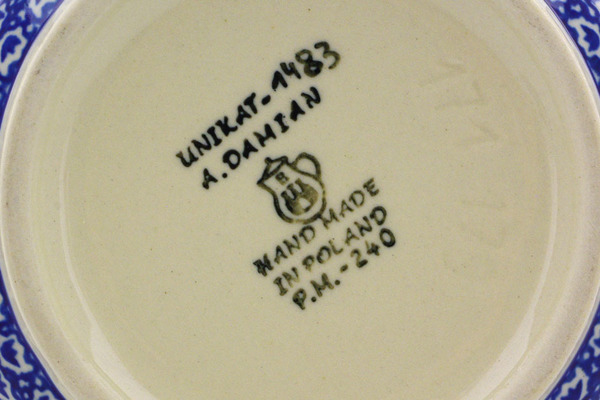 UNIKAT-1483
A.DAMIAN
HAND MADE
IN POLAND
P.M.-240